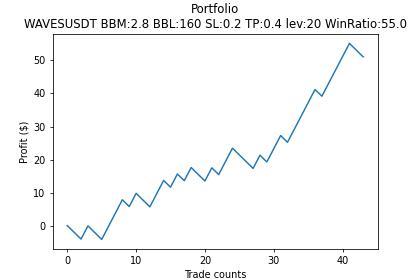 Portfolio
WAVESUSDT BBM:2.8 BBL:160 SL:0.2 TP:0.4 lev:20 WinRatio:55.0
Profit ($)
50
40
30
20
10
0
0
10
20
30
40
Trade counts